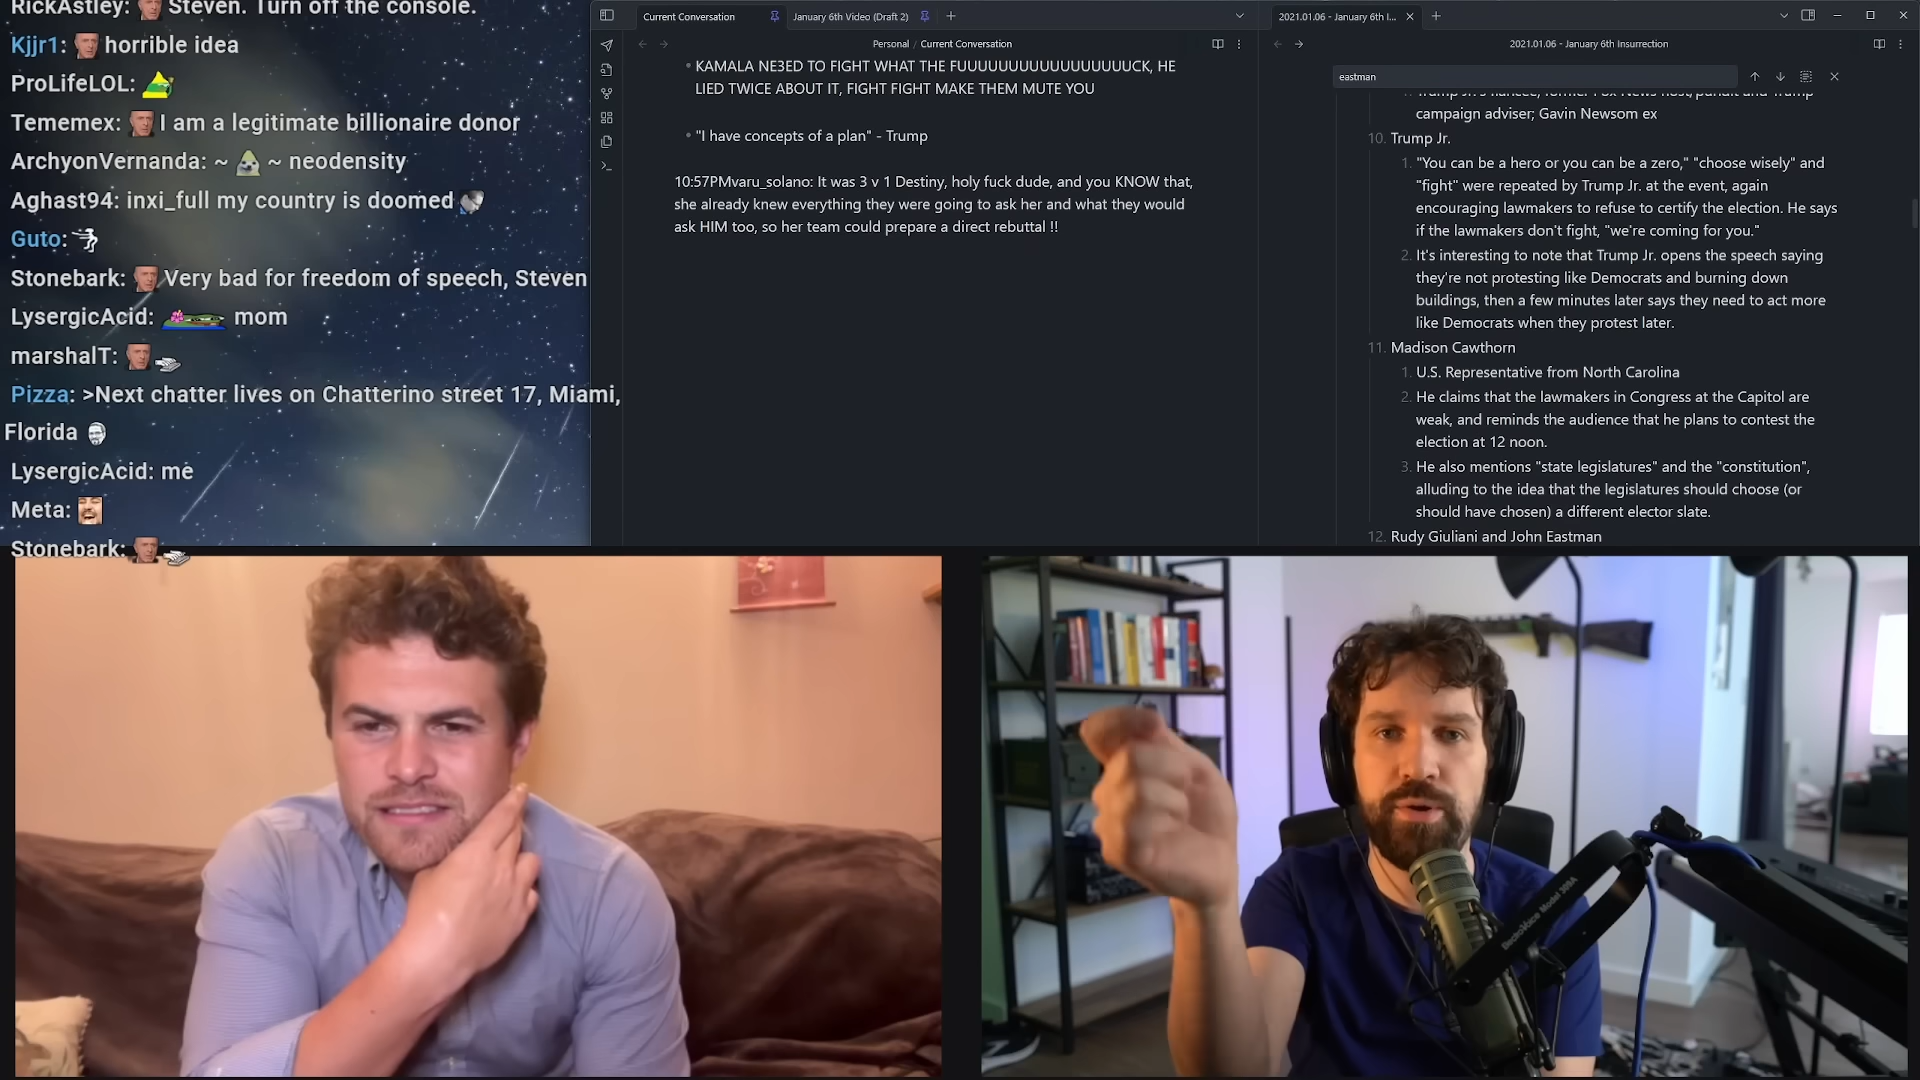 RickAstley: Steven. Turn off the console.
Kjjr1: horrible idea
ProLifeLOL:
Tememex: I am a legitimate billionaire donor
ArchyonVernanda: ~ ~ neodensity
Aghast94: inxi_full my country is doomed
Guto:
Stonebark: Very bad for freedom of speech, Steven
LysergicAcid: mom
marshalT:
Pizza: >Next chatter lives on Chatterino street 17, Miami,
Florida
LysergicAcid: me
Meta:
Stonebark:
Current Conversation
January 6th Video (Draft 2)
Personal / Current Conversation
KAMALA NE3ED TO FIGHT WHAT THE FUUUUUUUUUUUUUUUUUCK, HE
LIED TWICE ABOUT IT, FIGHT FIGHT MAKE THEM MUTE YOU
"I have concepts of a plan" - Trump
10:57PMvaru_solano: It was 3 v 1 Destiny, holy fuck dude, and you KNOW that,
she already knew everything they were going to ask her and what they would
ask HIM too, so her team could prepare a direct rebuttal !!
2021.01.06 - January 6th I...
2021.01.06 - January 6th Insurrection
eastman
1. Trump Jr.'s fiancee, former Fox News host, pundit and Trump
campaign adviser; Gavin Newsom ex
10. Trump Jr.
1. "You can be a hero or you can be a zero," "choose wisely" and
"fight" were repeated by Trump Jr. at the event, again
encouraging lawmakers to refuse to certify the election. He says
if the lawmakers don't fight, "we're coming for you."
2. It's interesting to note that Trump Jr. opens the speech saying
they're not protesting like Democrats and burning down
buildings, then a few minutes later says they need to act more
like Democrats when they protest later.
11. Madison Cawthorn
1. U.S. Representative from North Carolina
2. He claims that the lawmakers in Congress at the Capitol are
weak, and reminds the audience that he plans to contest the
election at 12 noon.
3. He also mentions "state legislatures" and the "constitution",
alluding to the idea that the legislatures should choose (or
should have chosen) a different elector slate.
12. Rudy Giuliani and John Eastman
ElectroVoice Model 309A